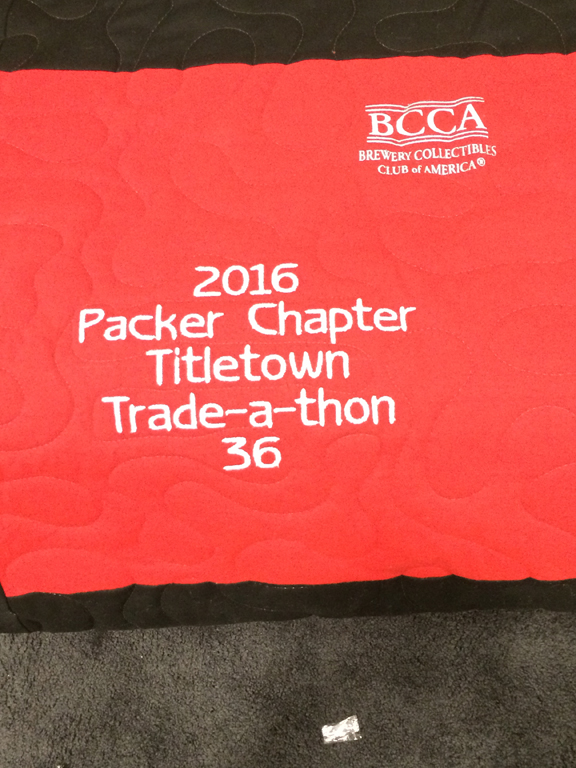 BCCA
BREWERY COLLECTIBLES
CLUB of AMERICA®
2016
Packer Chapter
Titletown
Trade-a-thon
36